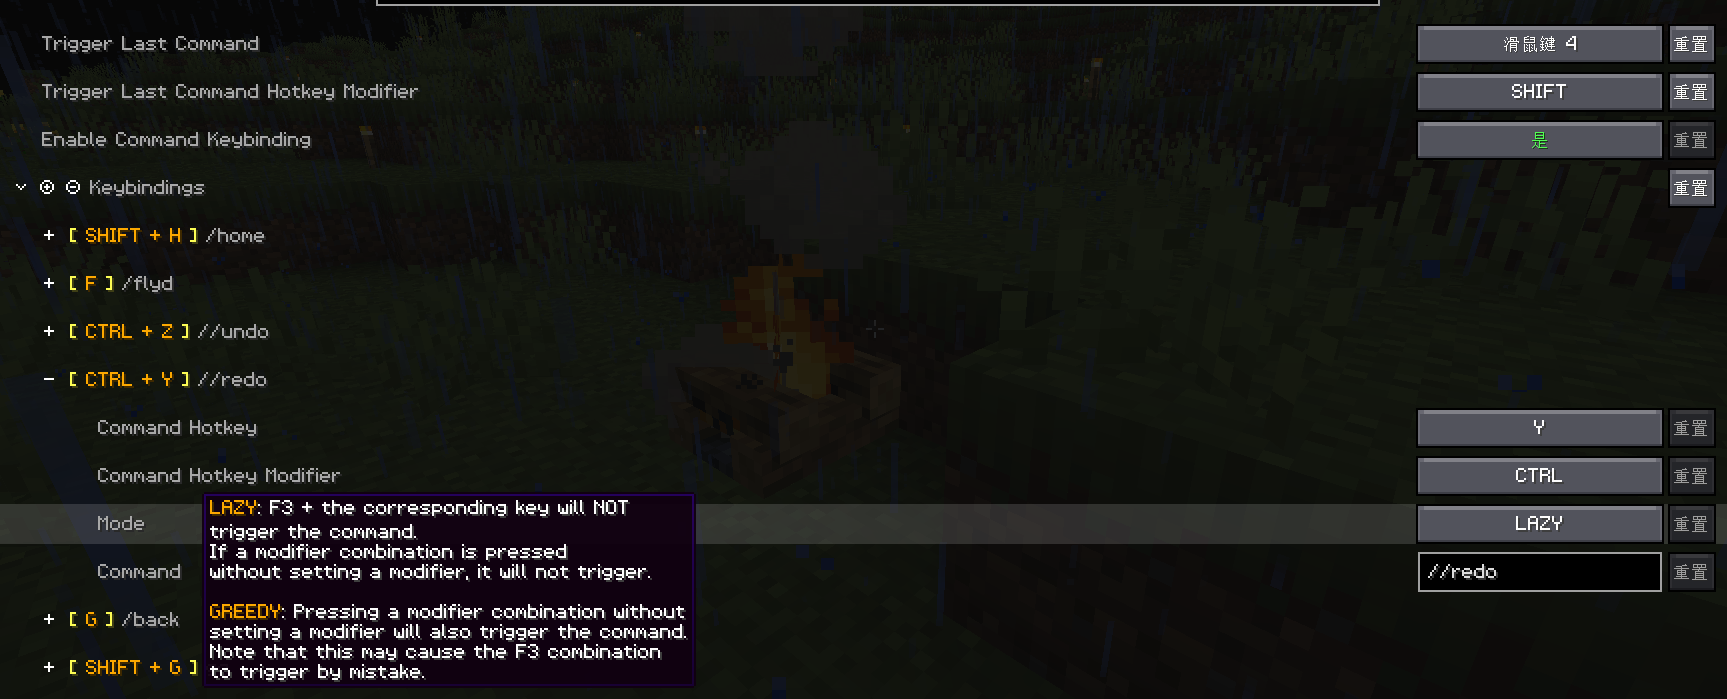 Trigger Last Command 滑鼠鍵 4 重置
Trigger Last Command Hotkey Modifier SHIFT 重置
Enable Command Keybinding 是 重置
Keybindings 重置
+ [ SHIFT + H ] /home
+ [ F ] /flyd
+ [ CTRL + Z ] //undo
- [ CTRL + Y ] //redo
Command Hotkey Y 重置
Command Hotkey Modifier CTRL 重置
Mode LAZY 重置
Command //redo 重置
LAZY: F3 + the corresponding key will NOT
trigger the command.
If a modifier combination is pressed
without setting a modifier, it will not trigger.
GREEDY: Pressing a modifier combination without
setting a modifier will also trigger the command.
Note that this may cause the F3 combination
to trigger by mistake.
+ [ G ] /back
+ [ SHIFT + G ]